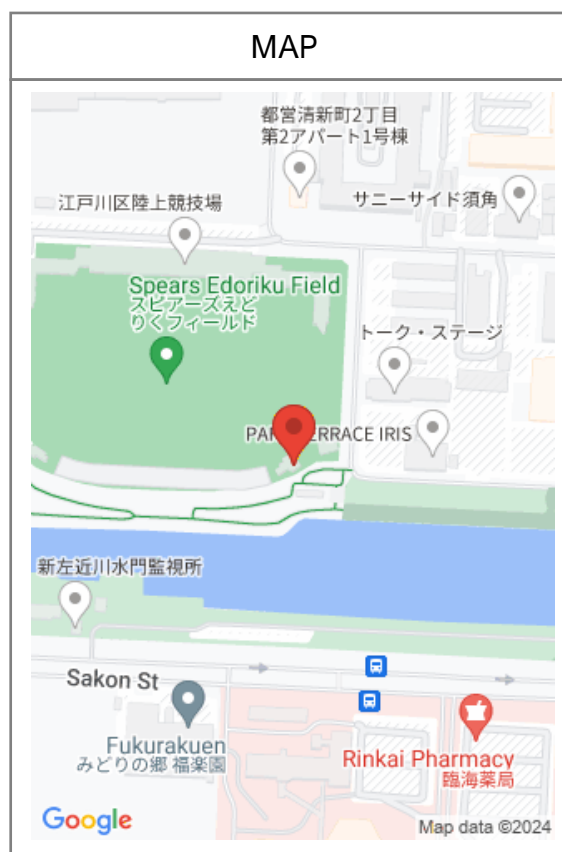 MAP
都営清新町2丁目
第2アパート1号棟
江戸川区陸上競技場
サニーサイド須角
Spears Edoriku Field
スピアーズえど
りくフィールド
トーク・ステージ
ERRACE IRIS
新左近川水門監視所
Sakon St
Fukurakuen
みどりの郷 福楽園
Rinkai Pharmacy
臨海薬局
Google
Map data ©2024